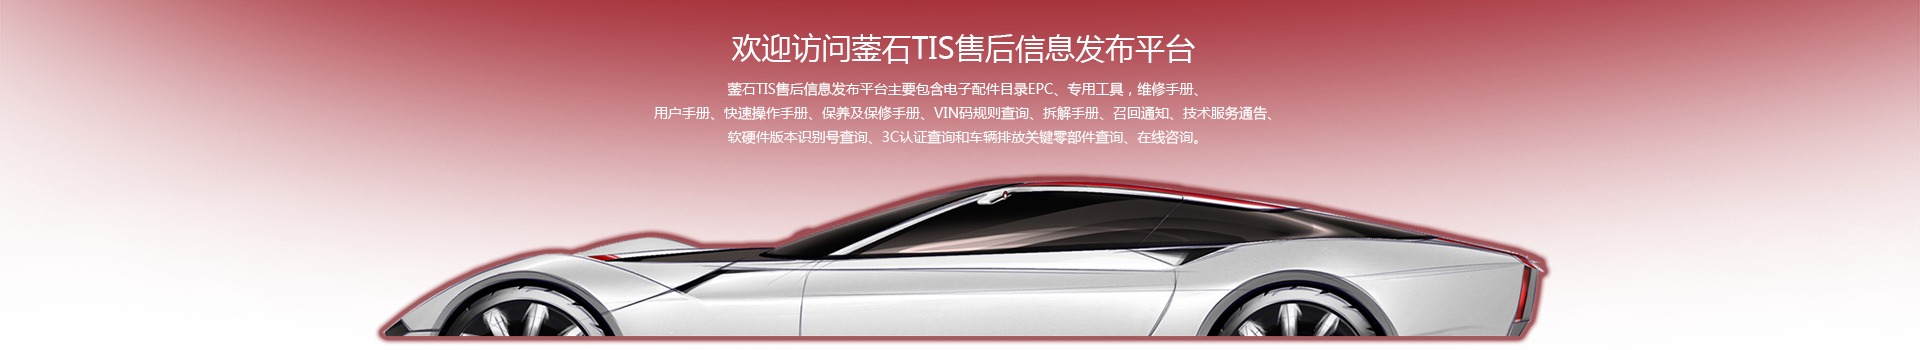 欢迎访问蓥石TIS售后信息发布平台
蓥石TIS售后信息发布平台主要包含电子配件目录EPC、专用工具，维修手册、
用户手册、快速操作手册、保养及保修手册、VIN码规则查询、拆解手册、召回通知、技术服务通告、
软硬件版本识别号查询、3C认证查询和车辆排放关键零部件查询、在线咨询。